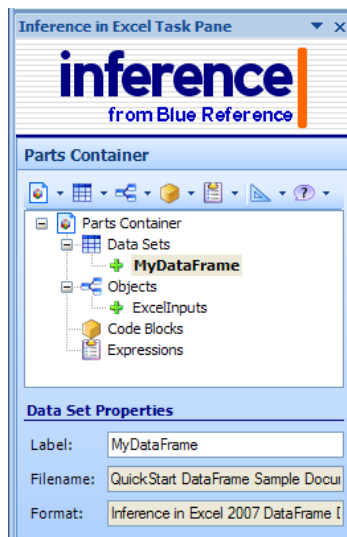 Inference in Excel Task Pane
inference
from Blue Reference
Parts Container
Parts Container
Data Sets
MyDataFrame
Objects
ExcelInputs
Code Blocks
Expressions
Data Set Properties
Label: MyDataFrame
Filename: QuickStart DataFrame Sample Docu
Format: Inference in Excel 2007 DataFrame